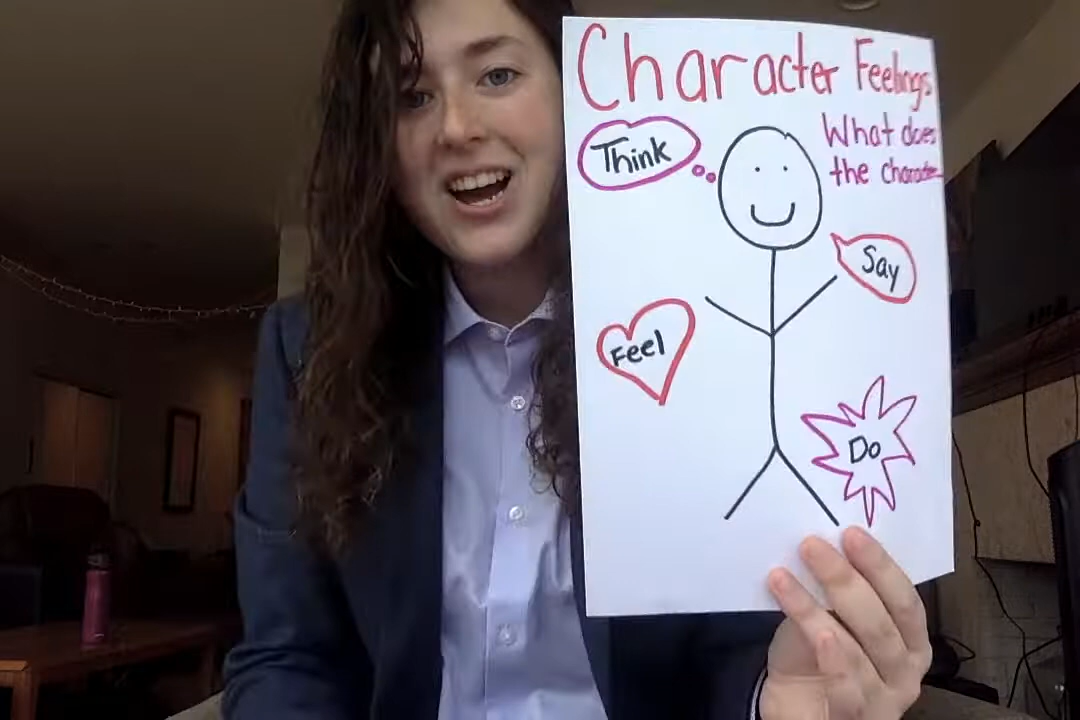 Character Feelings
What does
the character
Think
Say
Feel
Do